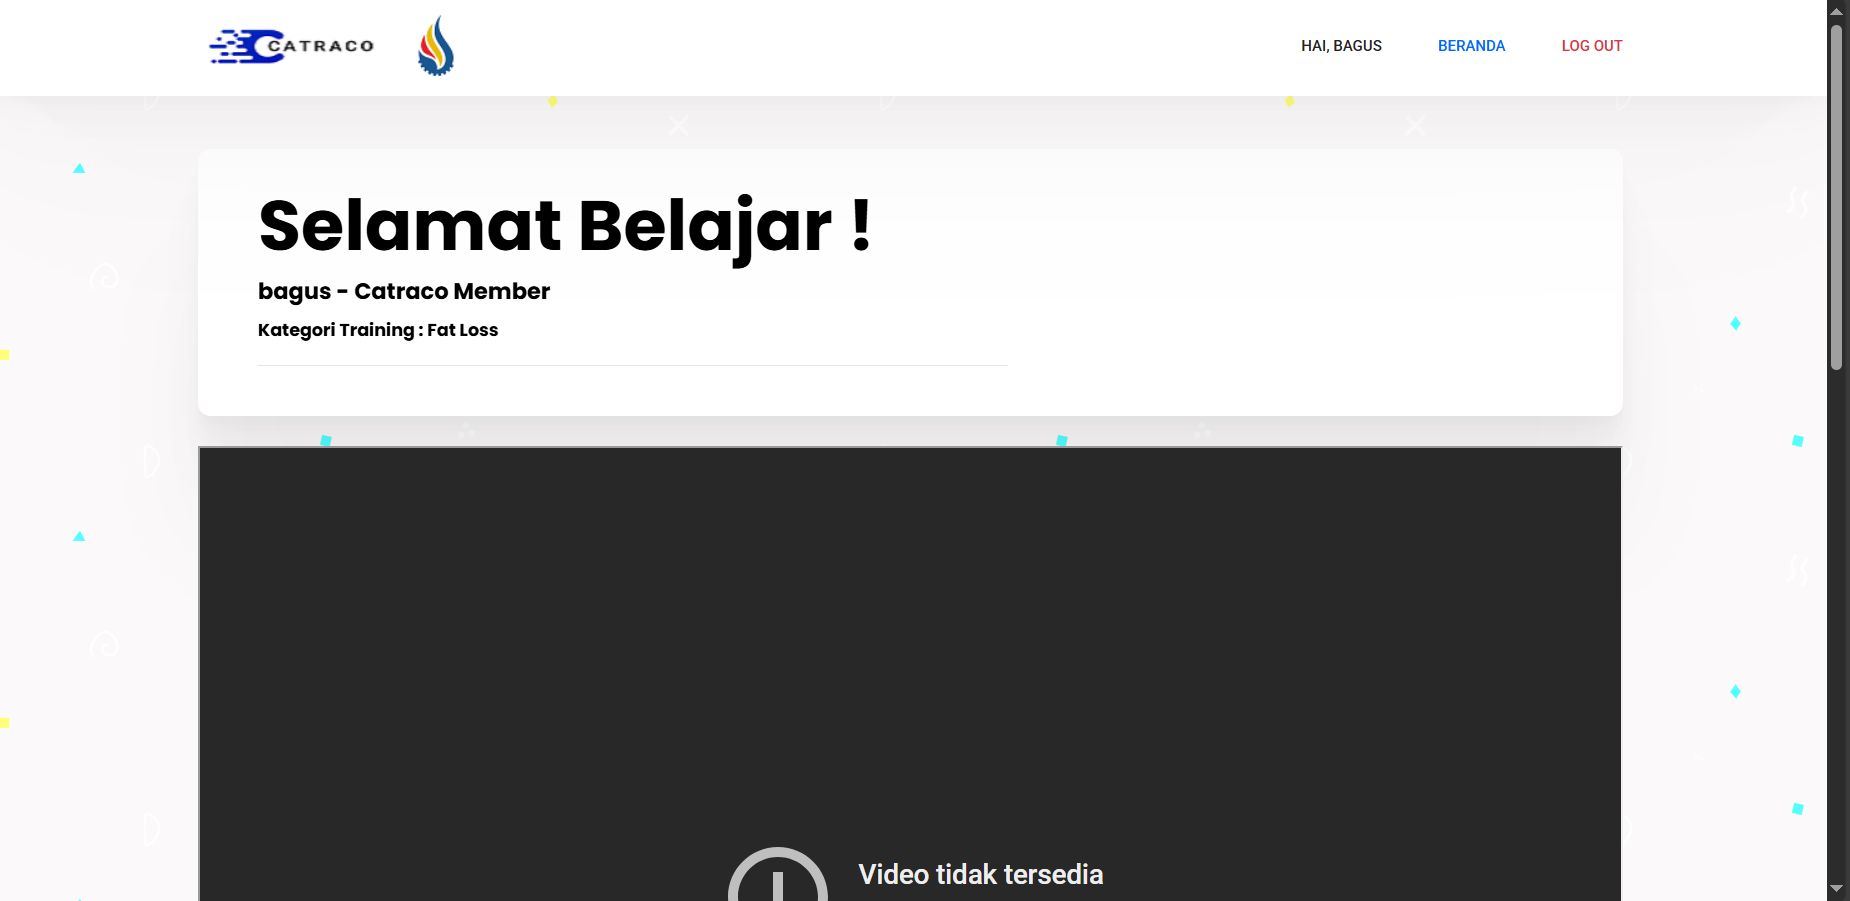 CATRACO
HAI, BAGUS
BERANDA
LOG OUT
Selamat Belajar !
bagus - Catraco Member
Kategori Training : Fat Loss
Video tidak tersedia